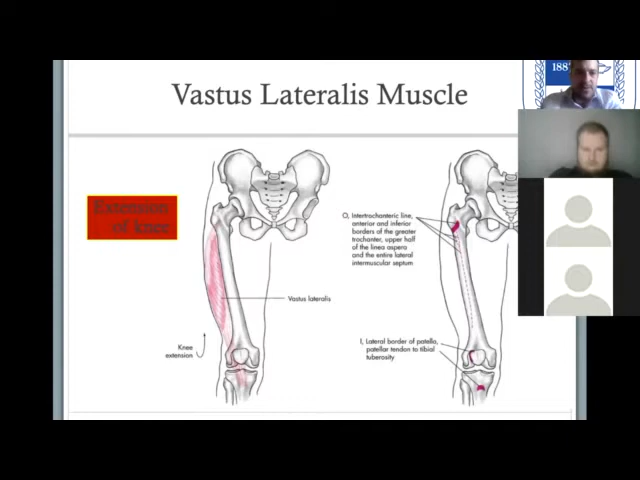 1887
Vastus Lateralis Muscle
Extension
of knee
O, Intertrochanteric line,
anterior and inferior
borders of the greater
trochanter, upper half
of the linea aspera
and the entire lateral
intermuscular septum
Vastus lateralis
Knee
extension
I, Lateral border of patella,
patellar tendon to tibial
tuberosity